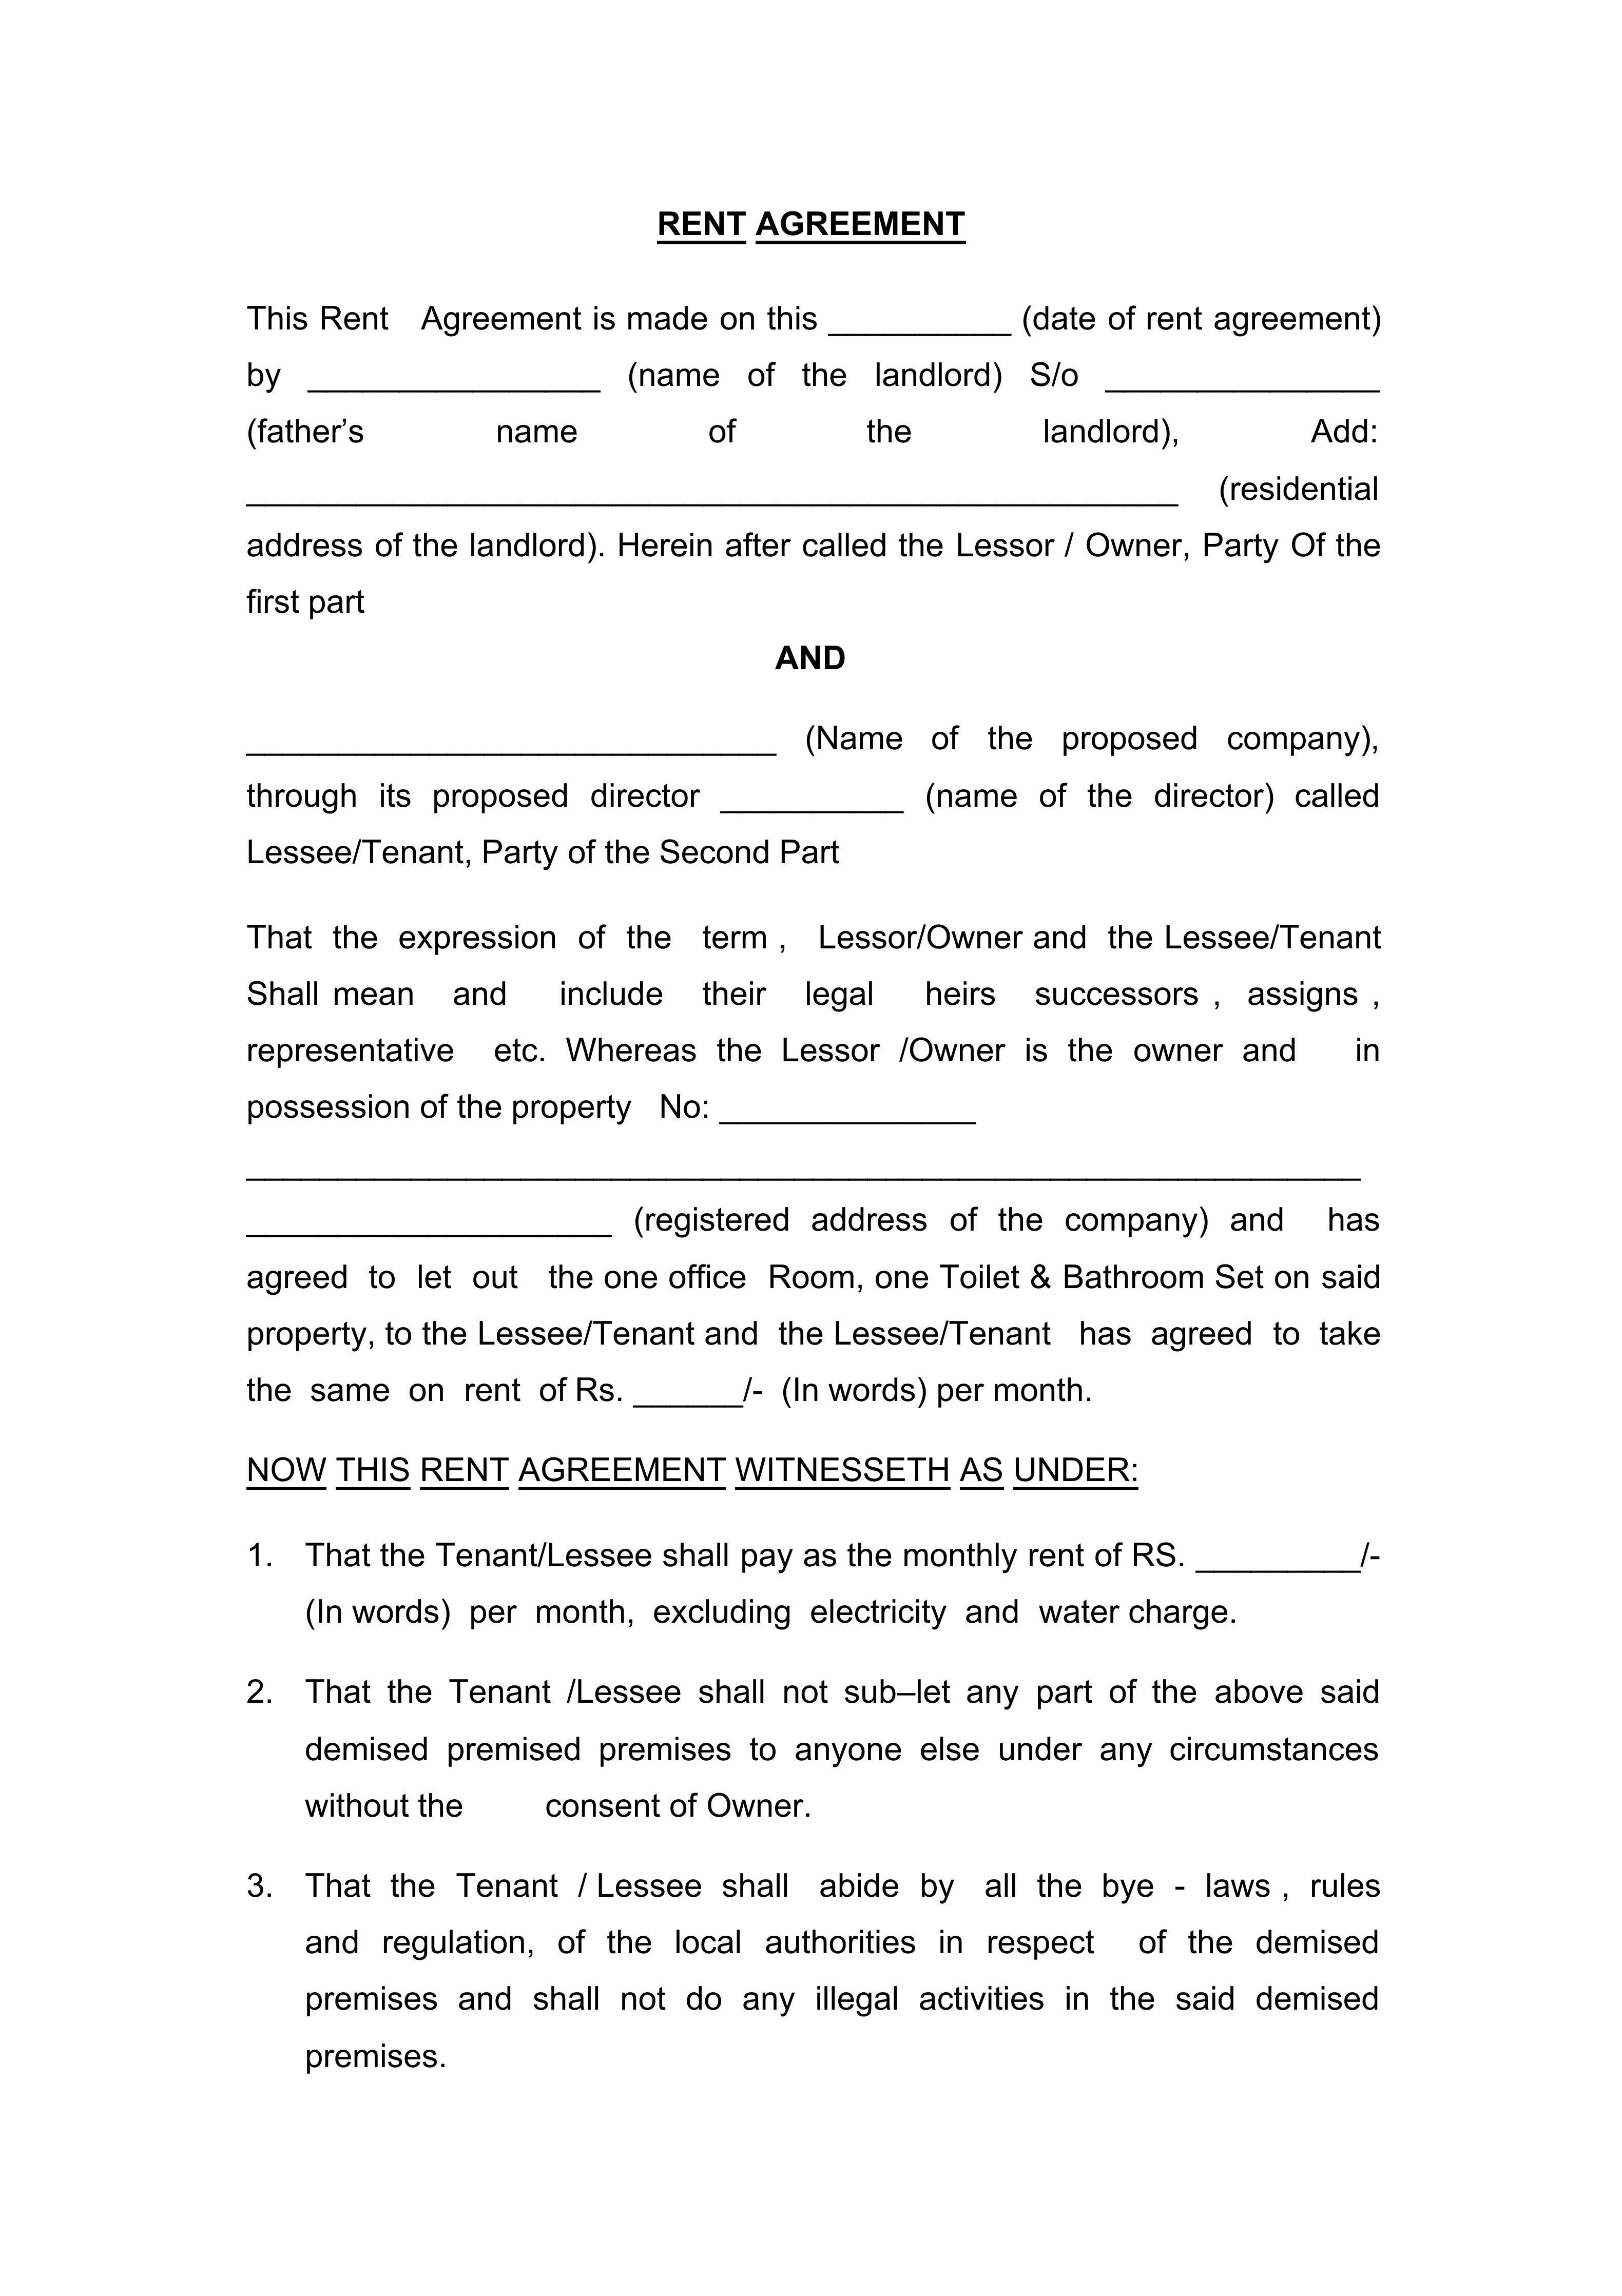 RENT AGREEMENT
This Rent Agreement is made on this __________ (date of rent agreement)
by ________________ (name of the landlord) S/o _______________
(father’s name of the landlord), Add:
___________________________________________________ (residential
address of the landlord). Herein after called the Lessor / Owner, Party Of the
first part
AND
_____________________________ (Name of the proposed company),
through its proposed director __________ (name of the director) called
Lessee/Tenant, Party of the Second Part
That the expression of the term , Lessor/Owner and the Lessee/Tenant
Shall mean and include their legal heirs successors , assigns ,
representative etc. Whereas the Lessor /Owner is the owner and in
possession of the property No: ______________
_____________________________________________________________
____________________ (registered address of the company) and has
agreed to let out the one office Room, one Toilet & Bathroom Set on said
property, to the Lessee/Tenant and the Lessee/Tenant has agreed to take
the same on rent of Rs. ______/- (In words) per month.
NOW THIS RENT AGREEMENT WITNESSETH AS UNDER:
1. That the Tenant/Lessee shall pay as the monthly rent of RS. _________/-
(In words) per month, excluding electricity and water charge.
2. That the Tenant /Lessee shall not sub–let any part of the above said
demised premised premises to anyone else under any circumstances
without the consent of Owner.
3. That the Tenant / Lessee shall abide by all the bye - laws , rules
and regulation, of the local authorities in respect of the demised
premises and shall not do any illegal activities in the said demised
premises.